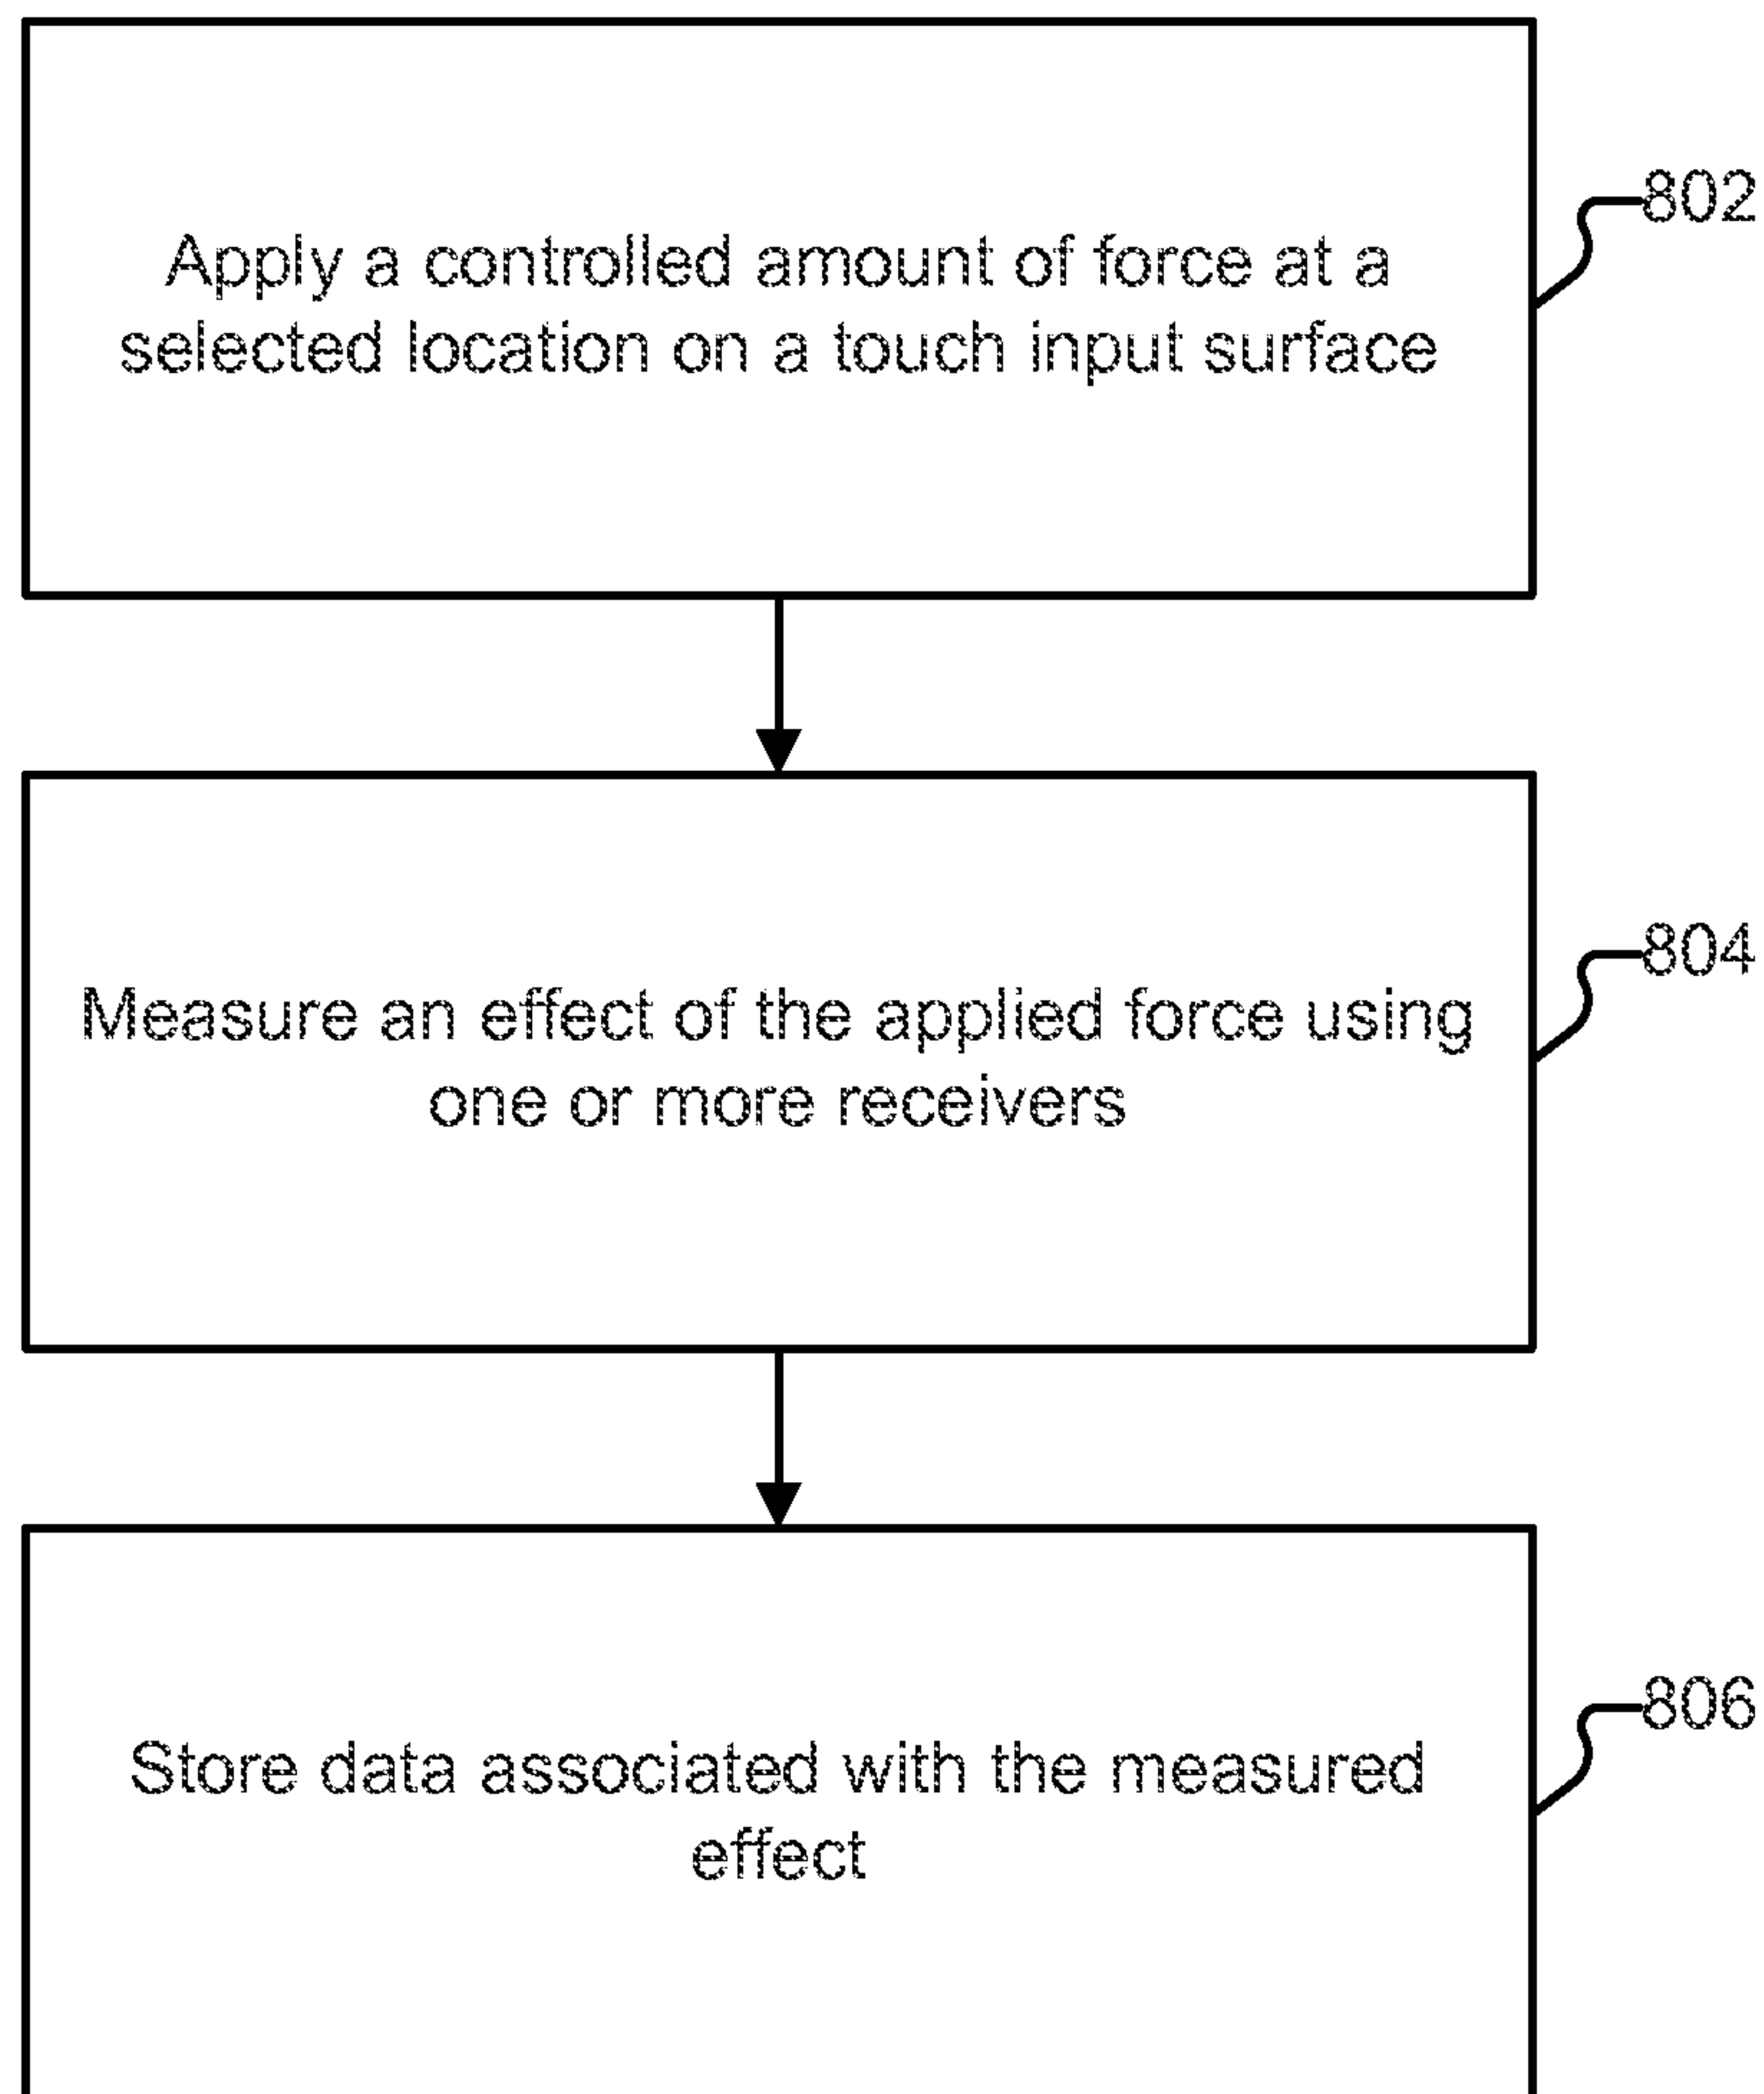 Apply a controlled amount of force at a
selected location on a touch input surface
802
Measure an effect of the applied force using
one or more receivers
804
Store data associated with the measured
effect
806